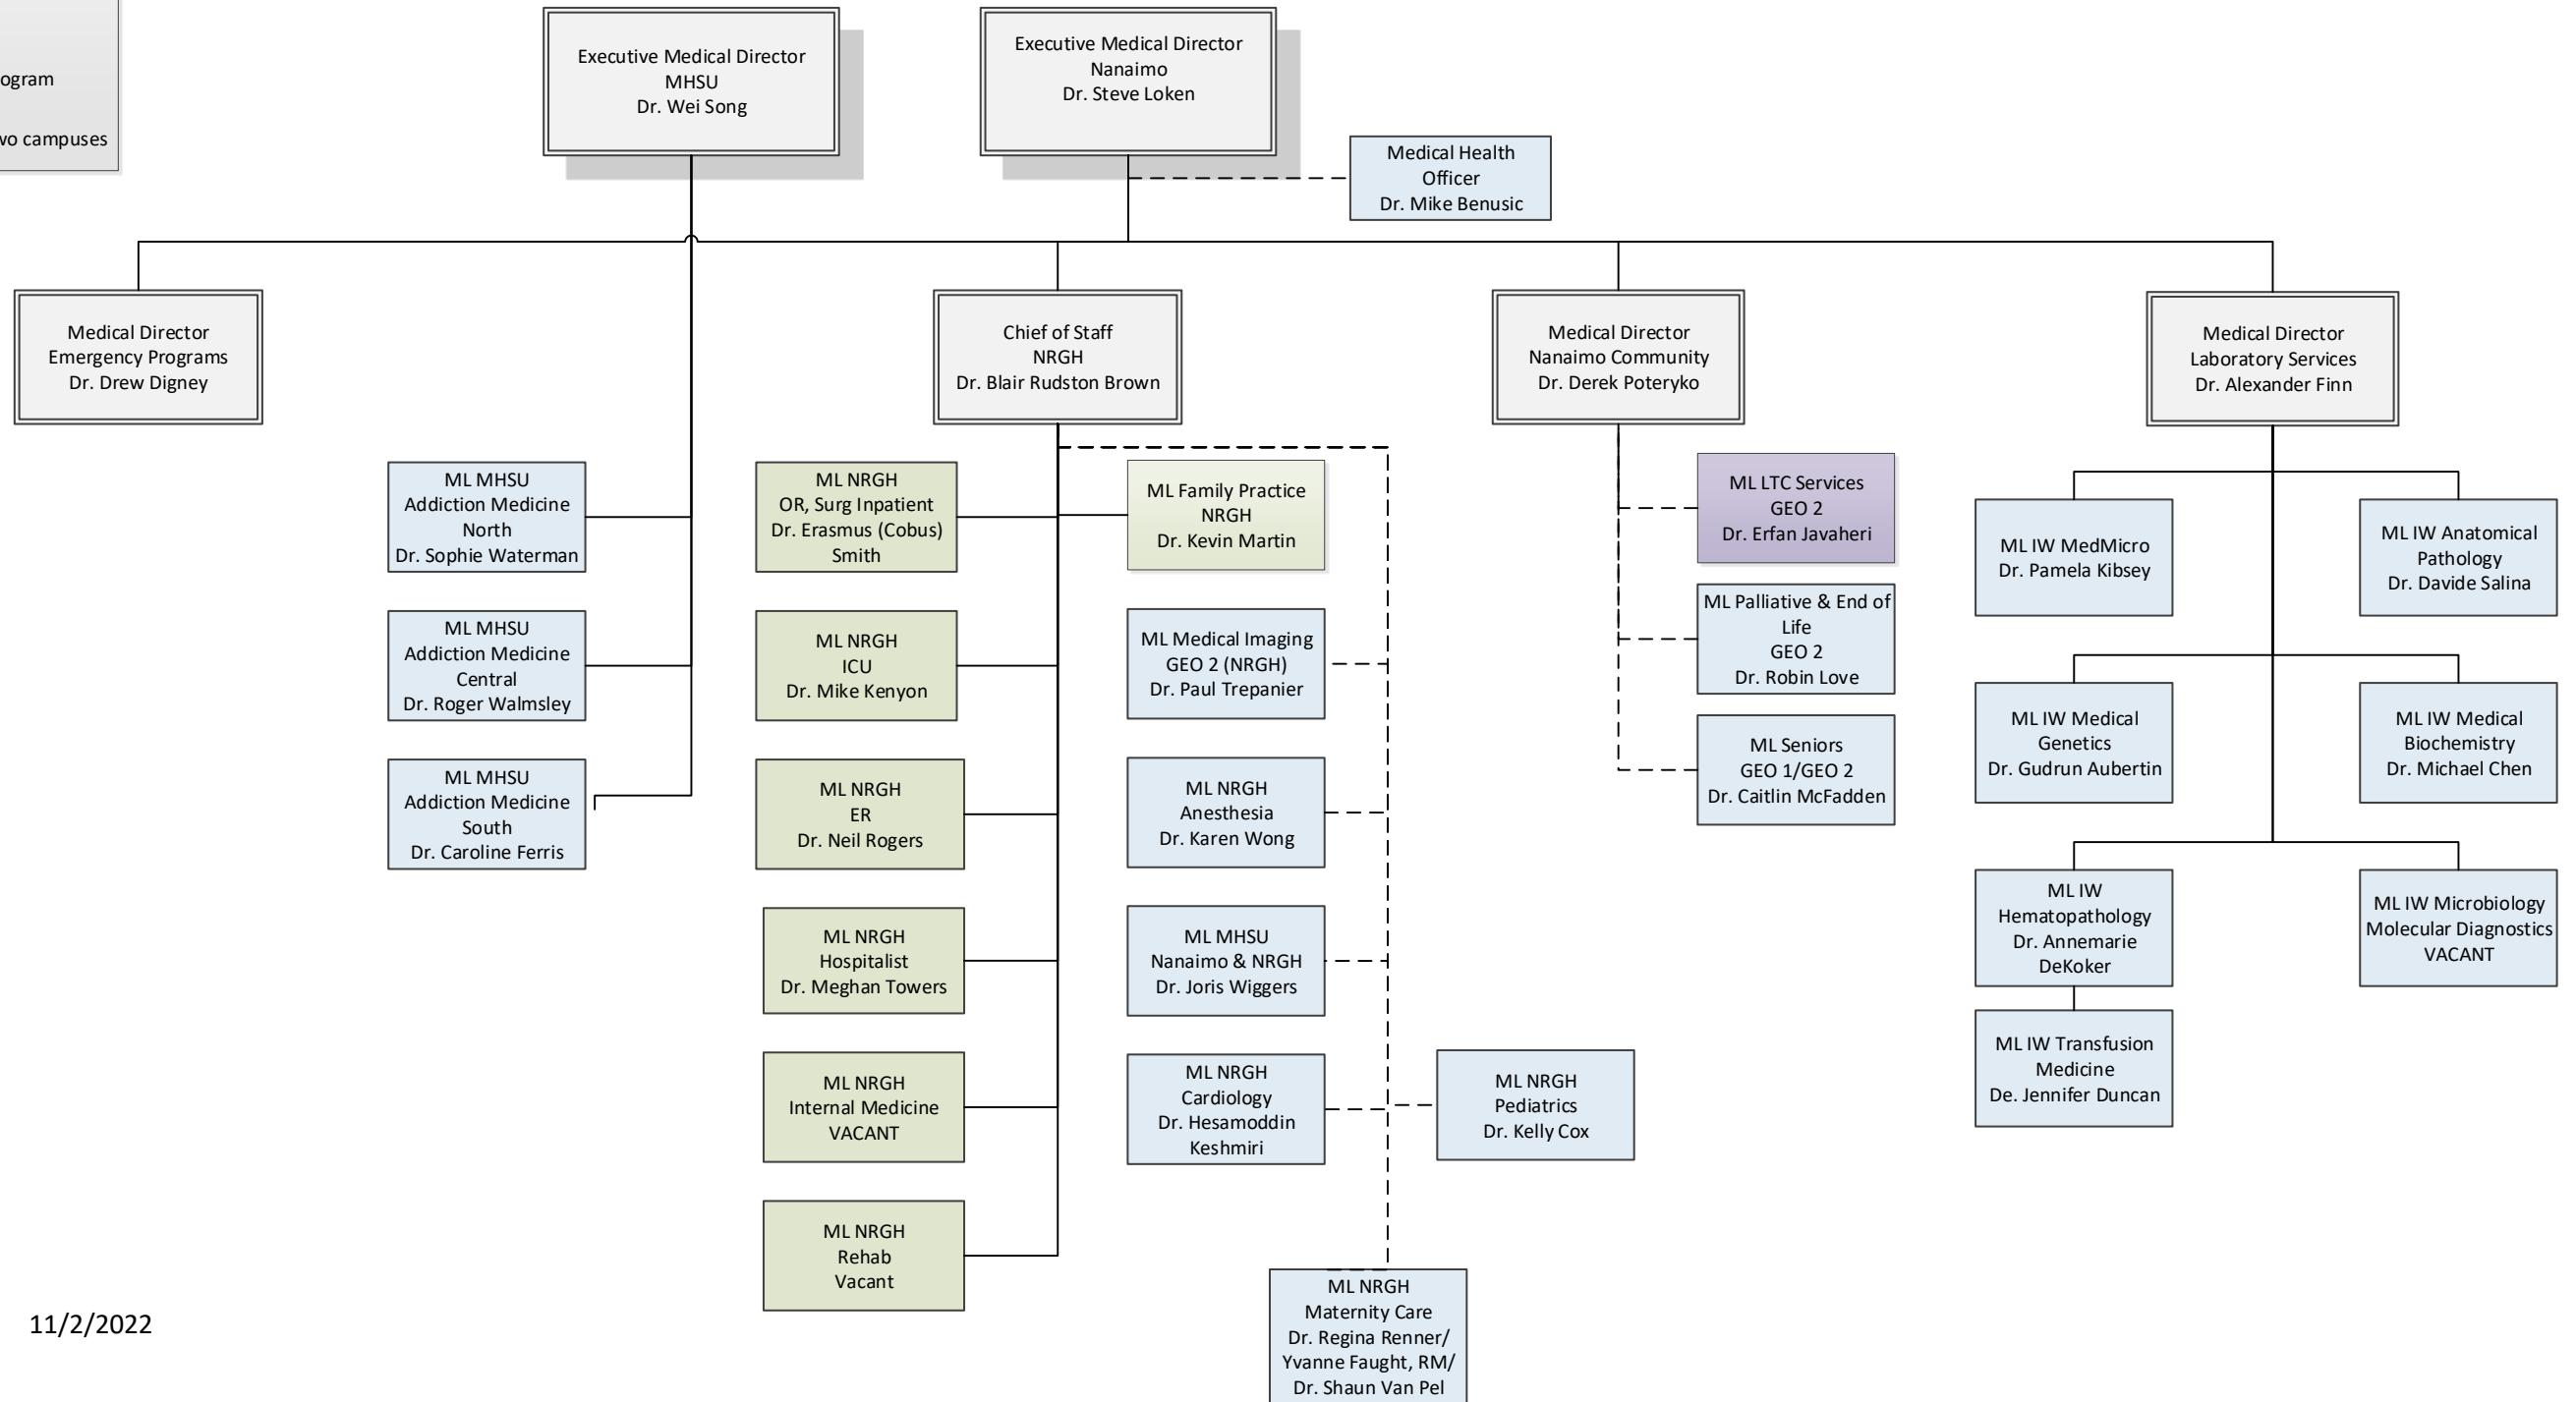 ogram
wo campuses
Executive Medical Director
MHSU
Dr. Wei Song
Executive Medical Director
Nanaimo
Dr. Steve Loken
Medical Health
Officer
Dr. Mike Benusic
Medical Director
Emergency Programs
Dr. Drew Digney
Chief of Staff
NRGH
Dr. Blair Rudston Brown
Medical Director
Nanaimo Community
Dr. Derek Poteryko
Medical Director
Laboratory Services
Dr. Alexander Finn
ML MHSU
Addiction Medicine
North
Dr. Sophie Waterman
ML MHSU
Addiction Medicine
Central
Dr. Roger Walmsley
ML MHSU
Addiction Medicine
South
Dr. Caroline Ferris
ML NRGH
OR, Surg Inpatient
Dr. Erasmus (Cobus)
Smith
ML NRGH
ICU
Dr. Mike Kenyon
ML NRGH
ER
Dr. Neil Rogers
ML NRGH
Hospitalist
Dr. Meghan Towers
ML NRGH
Internal Medicine
VACANT
ML NRGH
Rehab
Vacant
ML Family Practice
NRGH
Dr. Kevin Martin
ML Medical Imaging
GEO 2 (NRGH)
Dr. Paul Trepanier
ML NRGH
Anesthesia
Dr. Karen Wong
ML MHSU
Nanaimo & NRGH
Dr. Joris Wiggers
ML NRGH
Cardiology
Dr. Hesamoddin
Keshmiri
ML NRGH
Pediatrics
Dr. Kelly Cox
ML NRGH
Maternity Care
Dr. Regina Renner/
Yvanne Faught, RM/
Dr. Shaun Van Pel
ML LTC Services
GEO 2
Dr. Erfan Javaheri
ML Palliative & End of
Life
GEO 2
Dr. Robin Love
ML Seniors
GEO 1/GEO 2
Dr. Caitlin McFadden
ML IW MedMicro
Dr. Pamela Kibsey
ML IW Anatomical
Pathology
Dr. Davide Salina
ML IW Medical
Genetics
Dr. Gudrun Aubertin
ML IW Medical
Biochemistry
Dr. Michael Chen
ML IW
Hematopathology
Dr. Annemarie
DeKoker
ML IW Microbiology
Molecular Diagnostics
VACANT
ML IW Transfusion
Medicine
De. Jennifer Duncan
11/2/2022